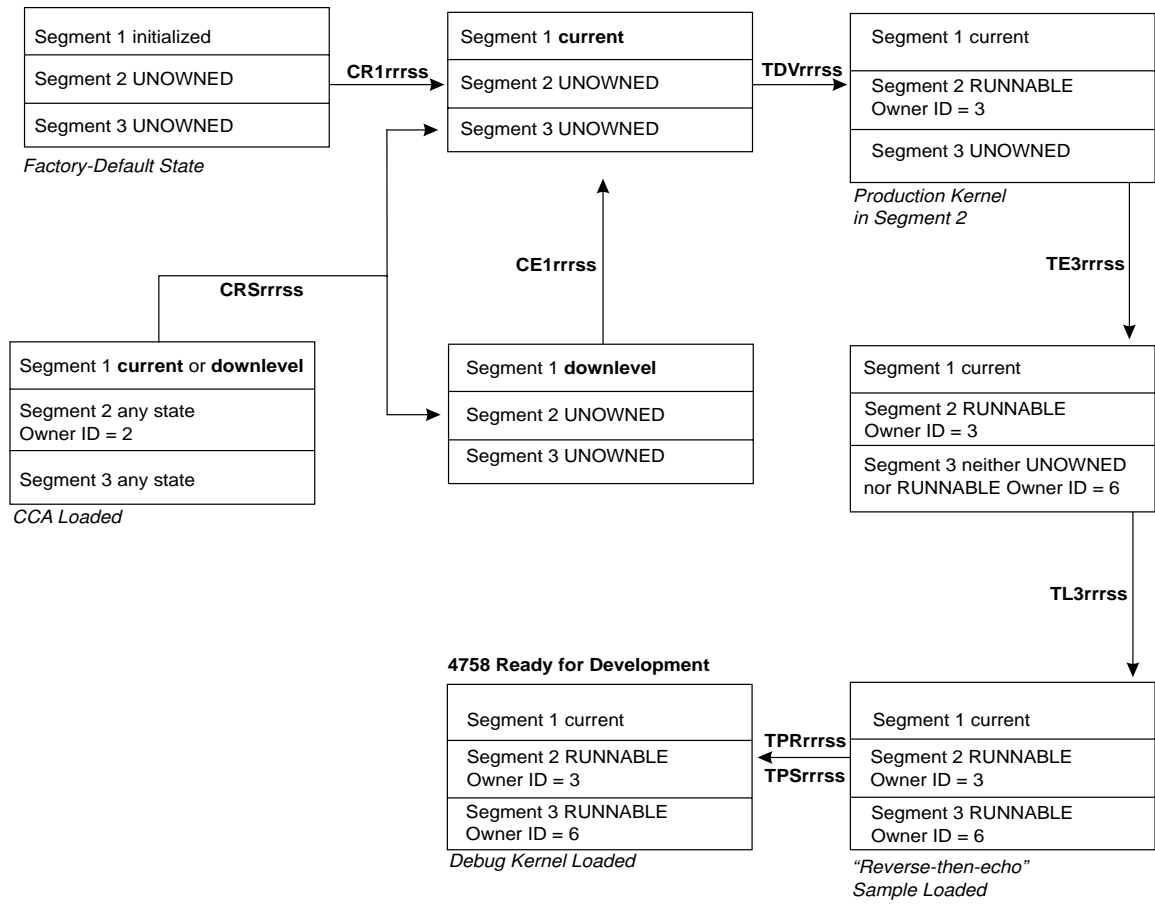 Segment 1 initialized
Segment 2 UNOWNED
Segment 3 UNOWNED
Factory-Default State
CR1rrrss
Segment 1 current
Segment 2 UNOWNED
Segment 3 UNOWNED
TDVrrrss
Segment 1 current
Segment 2 RUNNABLE
Owner ID = 3
Segment 3 UNOWNED
Production Kernel
in Segment 2
CRSrrrss
CE1rrrss
TE3rrrss
Segment 1 current or downlevel
Segment 2 any state
Owner ID = 2
Segment 3 any state
CCA Loaded
Segment 1 downlevel
Segment 2 UNOWNED
Segment 3 UNOWNED
Segment 1 current
Segment 2 RUNNABLE
Owner ID = 3
Segment 3 neither UNOWNED
nor RUNNABLE Owner ID = 6
TL3rrrss
4758 Ready for Development
Segment 1 current
Segment 2 RUNNABLE
Owner ID = 3
Segment 3 RUNNABLE
Owner ID = 6
Debug Kernel Loaded
TPRrrrss
TPSrrrss
Segment 1 current
Segment 2 RUNNABLE
Owner ID = 3
Segment 3 RUNNABLE
Owner ID = 6
“Reverse-then-echo”
Sample Loaded